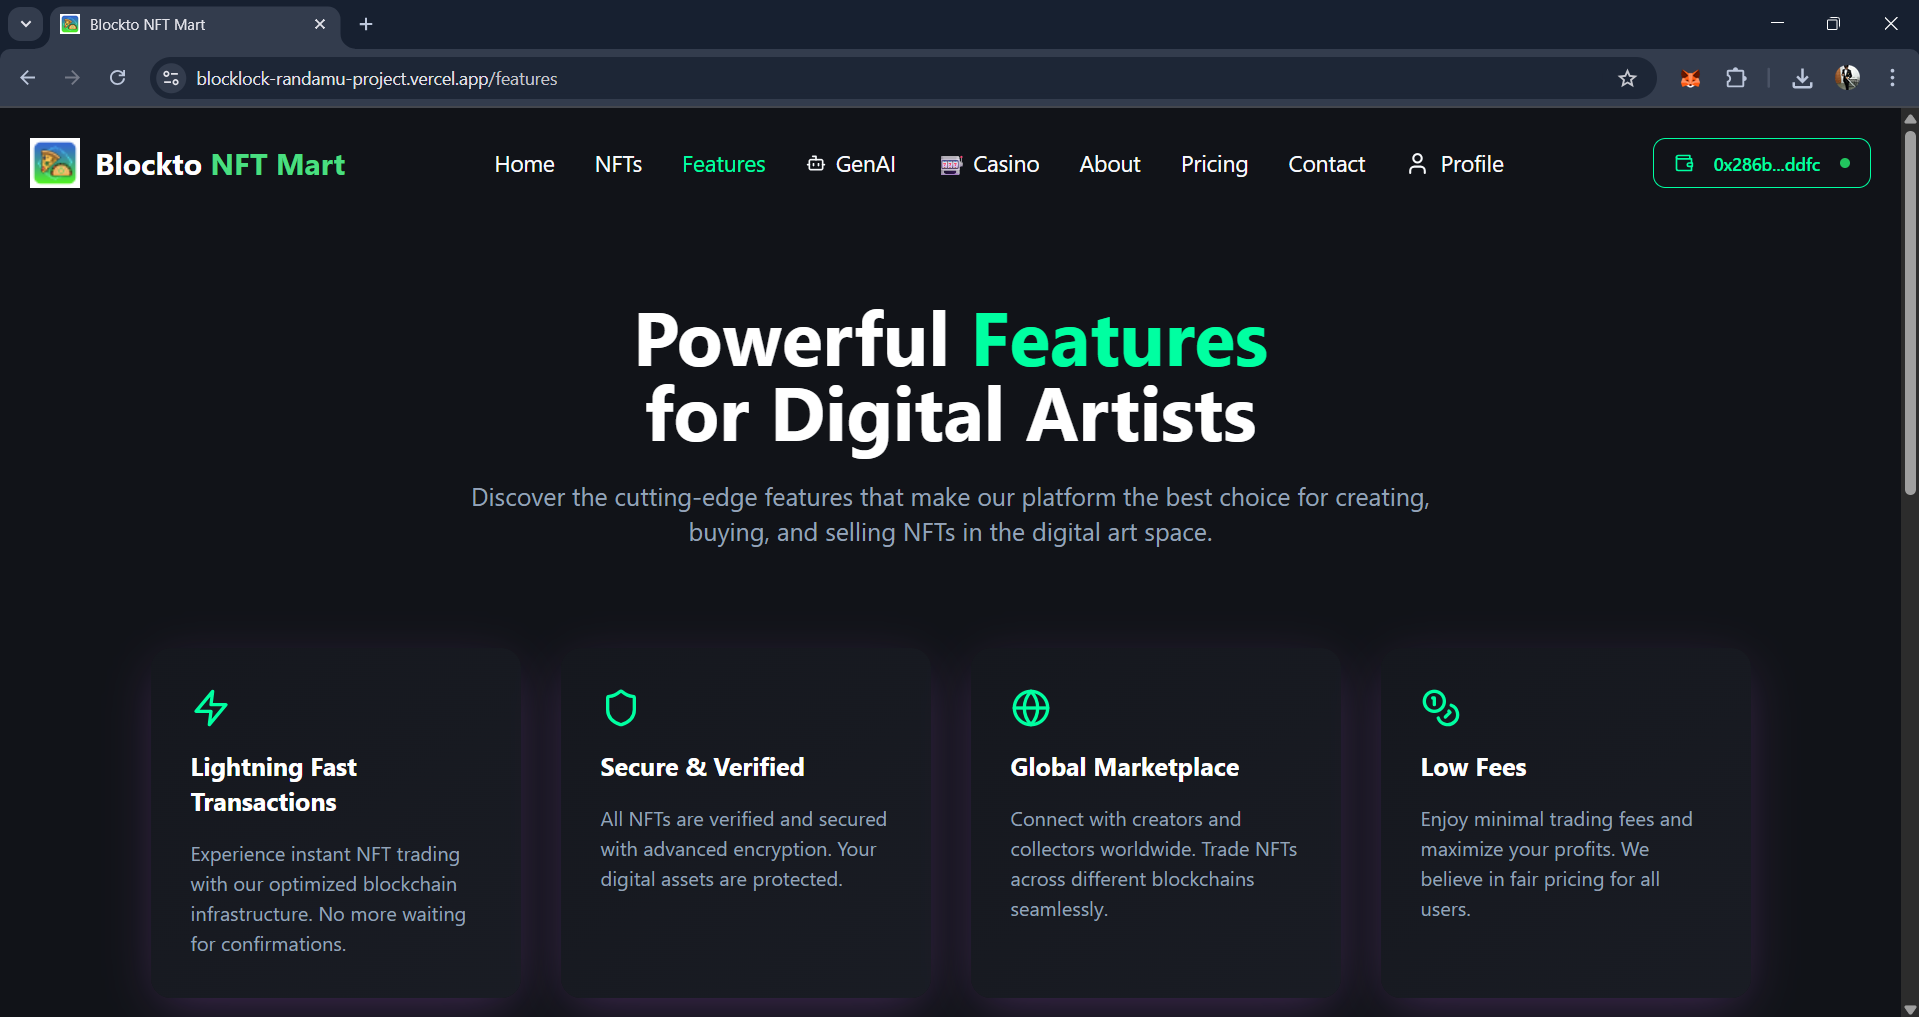 Blockto NFT Mart
blocklock-randamu-project.vercel.app/features
Blockto NFT Mart
Home
NFTs
Features
GenAI
Casino
About
Pricing
Contact
Profile
0x286b...ddfc
Powerful Features
for Digital Artists
Discover the cutting-edge features that make our platform the best choice for creating,
buying, and selling NFTs in the digital art space.
Lightning Fast
Transactions
Experience instant NFT trading
with our optimized blockchain
infrastructure. No more waiting
for confirmations.
Secure & Verified
All NFTs are verified and secured
with advanced encryption. Your
digital assets are protected.
Global Marketplace
Connect with creators and
collectors worldwide. Trade NFTs
across different blockchains
seamlessly.
Low Fees
Enjoy minimal trading fees and
maximize your profits. We
believe in fair pricing for all
users.